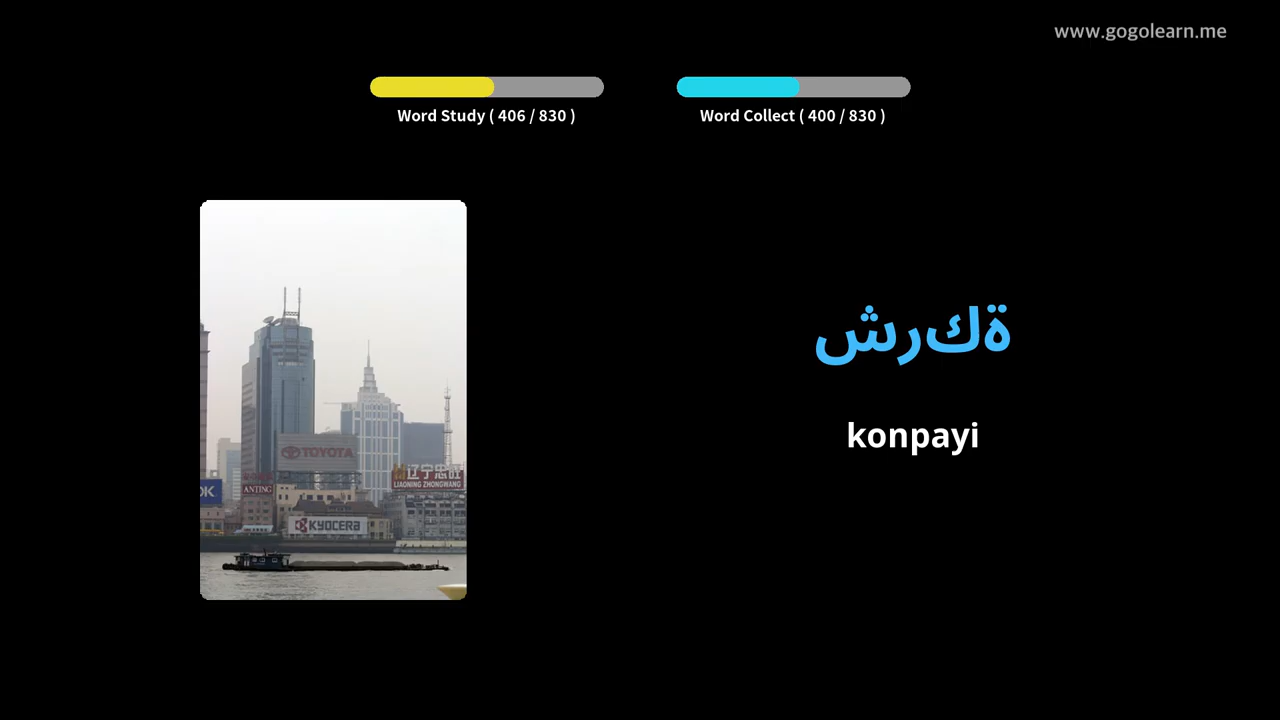 www.gogolearn.me
Word Study ( 406 / 830 )
Word Collect ( 400 / 830 )
شركة
konpayi
TOYOTA
辽宁忠旺
LIAONING ZHONGWANG
OK
ANTING
KYOCERA